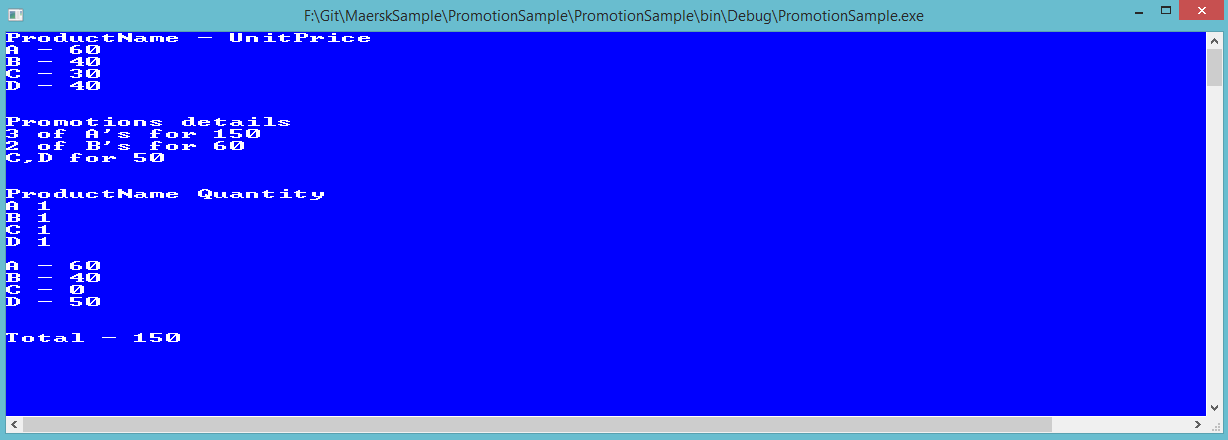 F:\Git\MaerskSample\PromotionSample\PromotionSample\bin\Debug\PromotionSample.exe
ProductName - UnitPrice
A - 60
B - 40
C - 30
D - 40
Promotions details
3 of A's for 150
2 of B's for 60
C,D for 50
ProductName Quantity
A 1
B 1
C 1
D 1
A - 60
B - 40
C - 0
D - 50
Total - 150